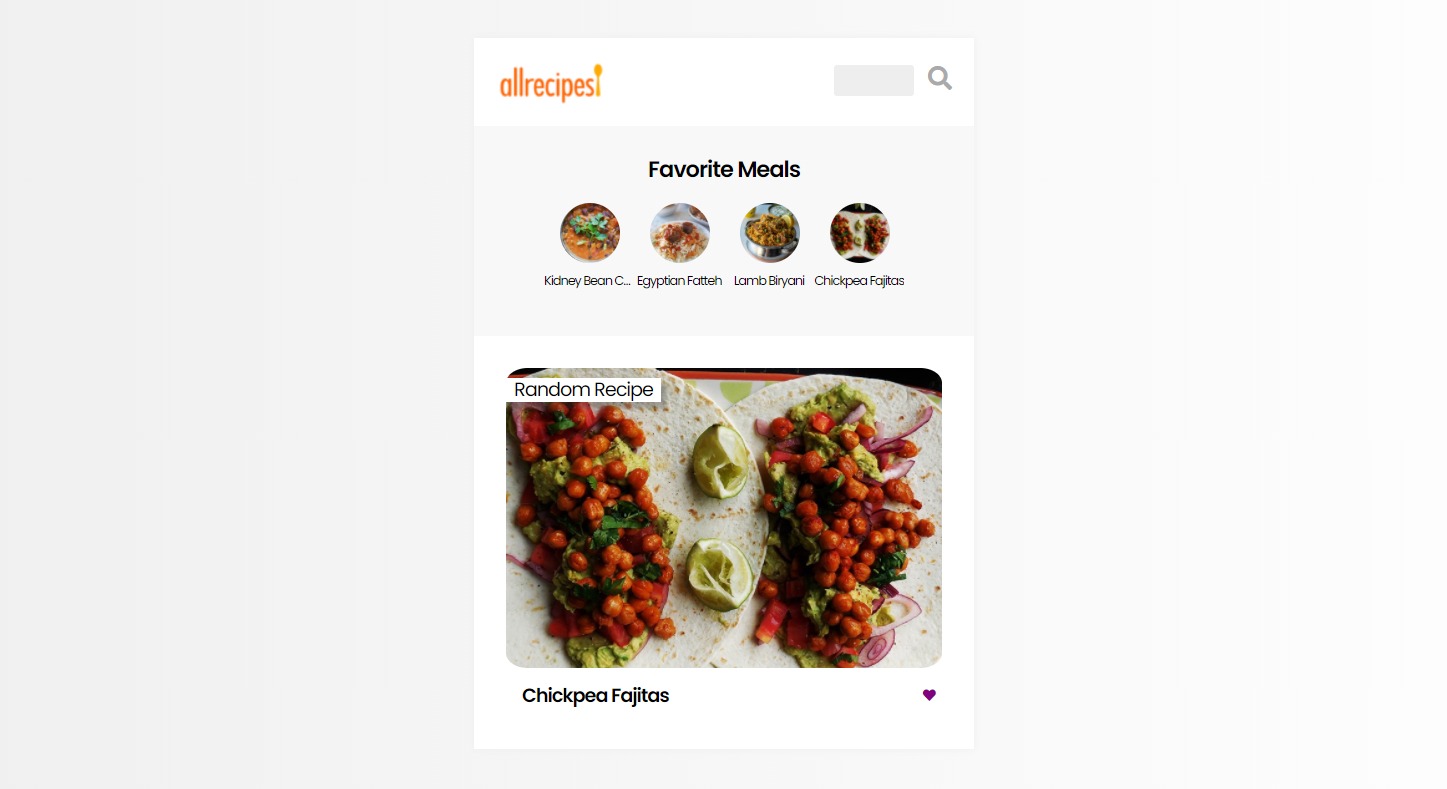 allrecipes
Favorite Meals
Kidney Bean C... Egyptian Fatteh Lamb Biryani Chickpea Fajitas
Random Recipe
Chickpea Fajitas